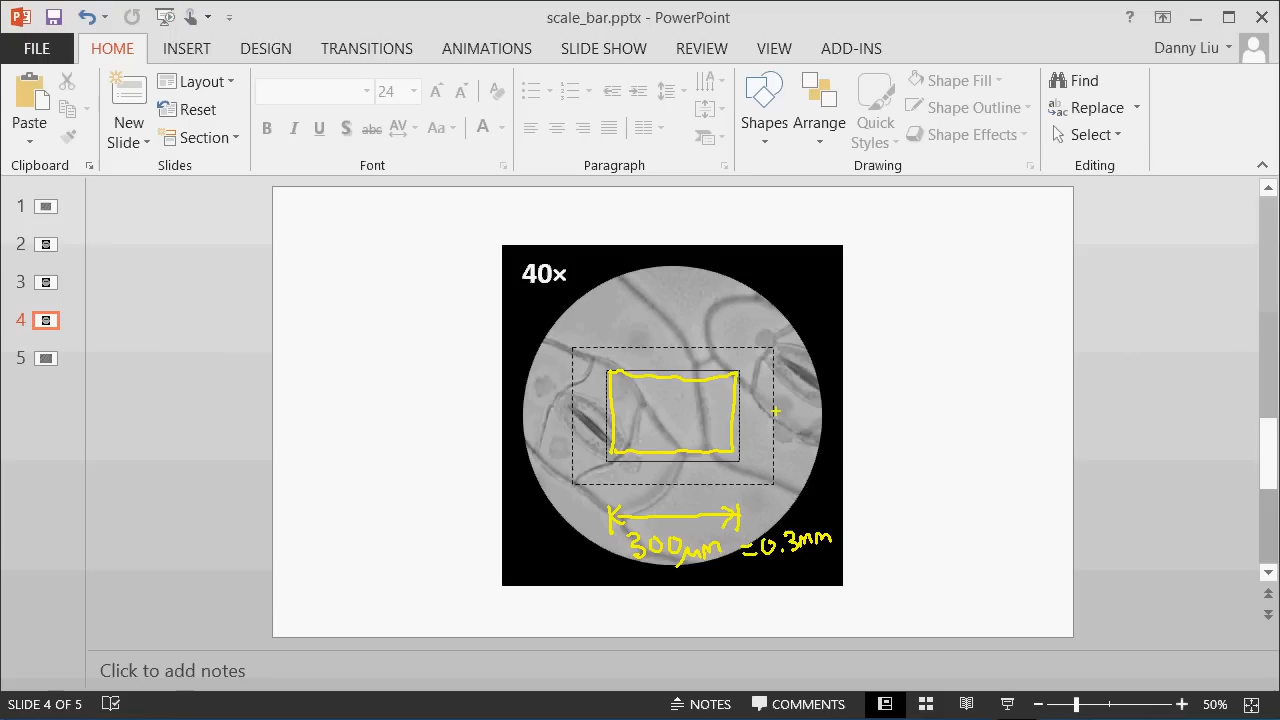 scale_bar.pptx - PowerPoint
?
FILE
HOME
INSERT
DESIGN
TRANSITIONS
ANIMATIONS
SLIDE SHOW
REVIEW
VIEW
ADD-INS
Danny Liu
Paste
Clipboard
New
Slide
Layout
Reset
Section
Slides
24
B I U S abc AV Aa A
Font
Paragraph
Shapes
Arrange
Quick
Styles
Shape Fill
Shape Outline
Shape Effects
Drawing
Find
Replace
Select
Editing
1
2
3
4
5
40×
300μm =0.3mm
Click to add notes
SLIDE 4 OF 5
NOTES
COMMENTS
50%